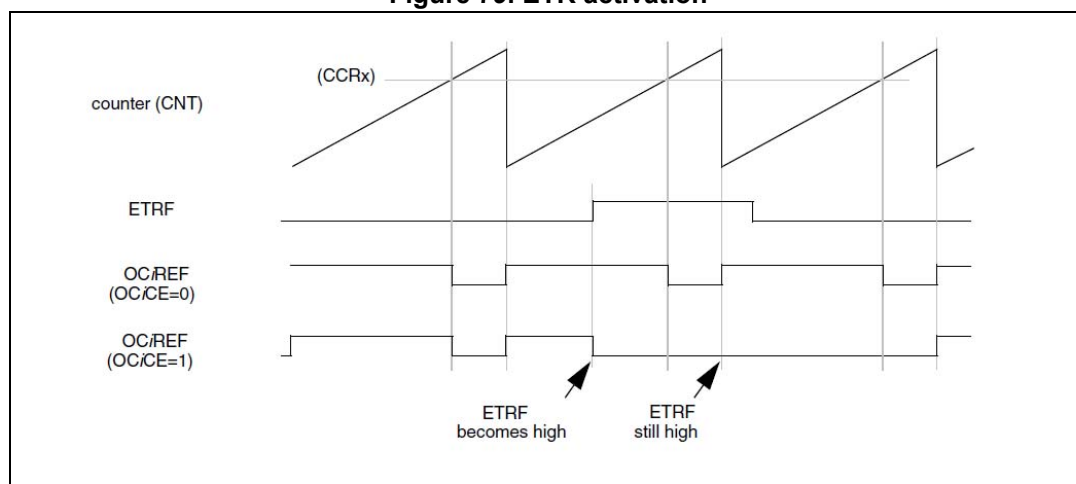 (CCRx)
counter (CNT)
ETRF
OCiREF
(OCiCE=0)
OCiREF
(OCiCE=1)
ETRF
becomes high
ETRF
still high